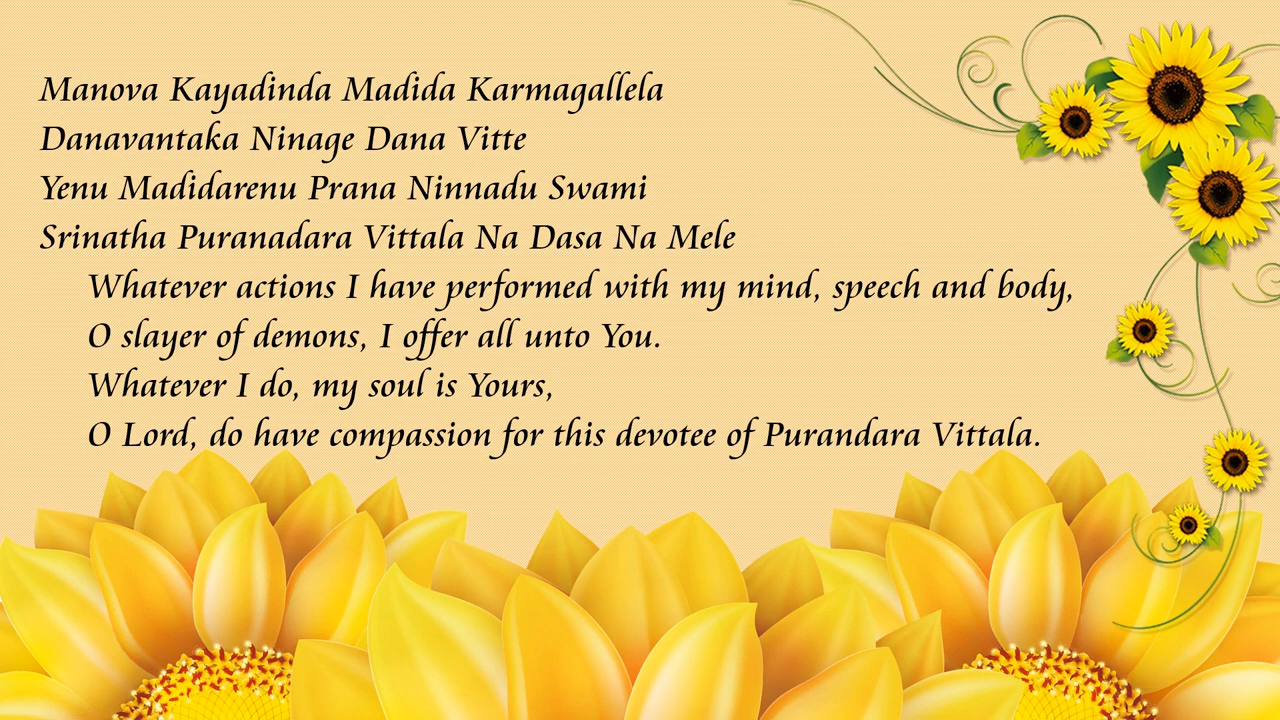 Manova Kayadinda Madida Karmagallela
Danavantaka Ninage Dana Vitte
Yenu Madidarenu Prana Ninnadu Swami
Srinatha Puranadara Vittala Na Dasa Na Mele
Whatever actions I have performed with my mind, speech and body,
O slayer of demons, I offer all unto You.
Whatever I do, my soul is Yours,
O Lord, do have compassion for this devotee of Purandara Vittala.